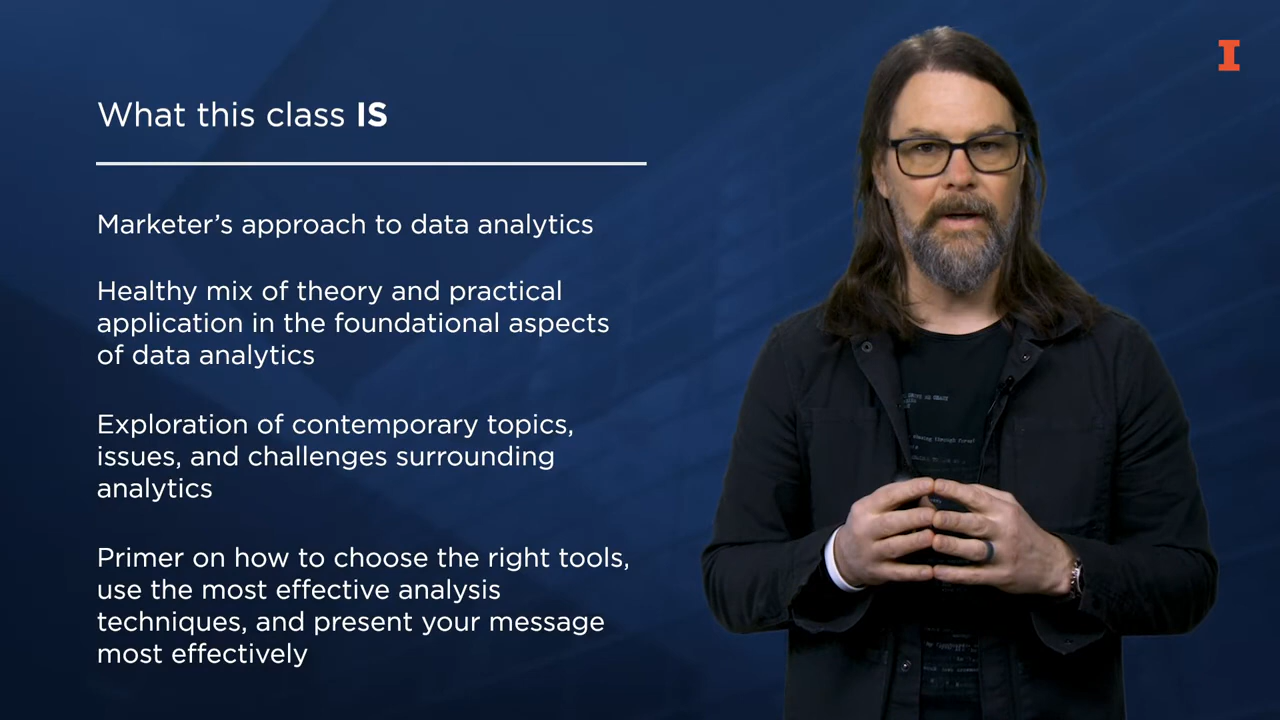 What this class IS
Marketer’s approach to data analytics
Healthy mix of theory and practical
application in the foundational aspects
of data analytics
Exploration of contemporary topics,
issues, and challenges surrounding
analytics
Primer on how to choose the right tools,
use the most effective analysis
techniques, and present your message
most effectively
I